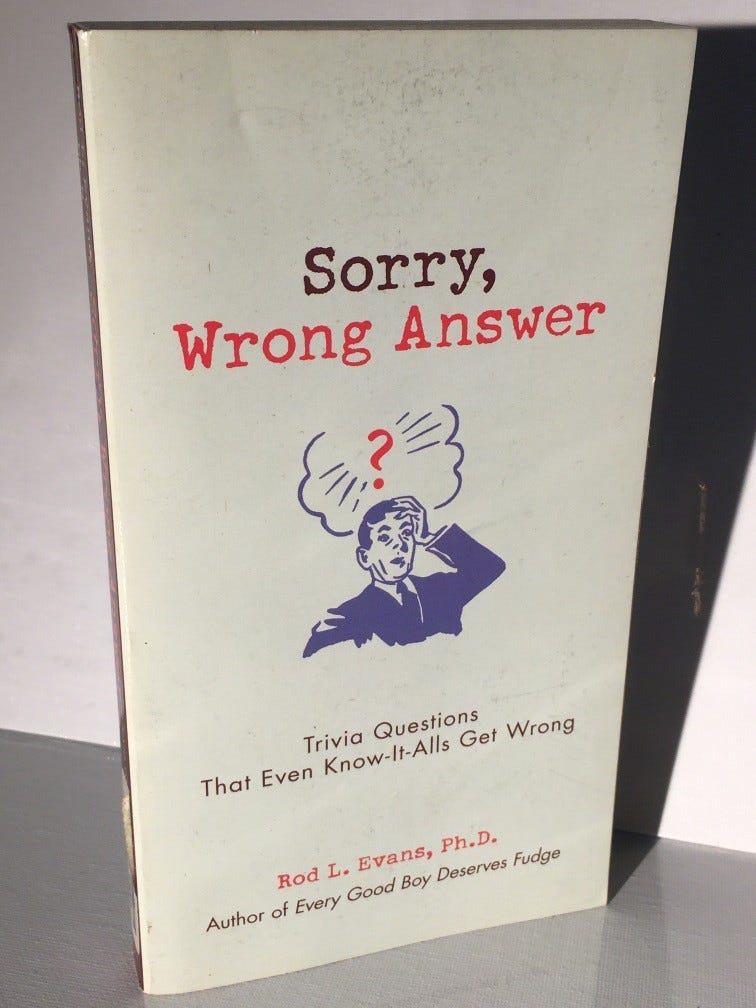 Sorry,
Wrong Answer
?
Trivia Questions
That Even Know-It-Alls Get Wrong
Rod L. Evans, Ph.D.
Author of Every Good Boy Deserves Fudge